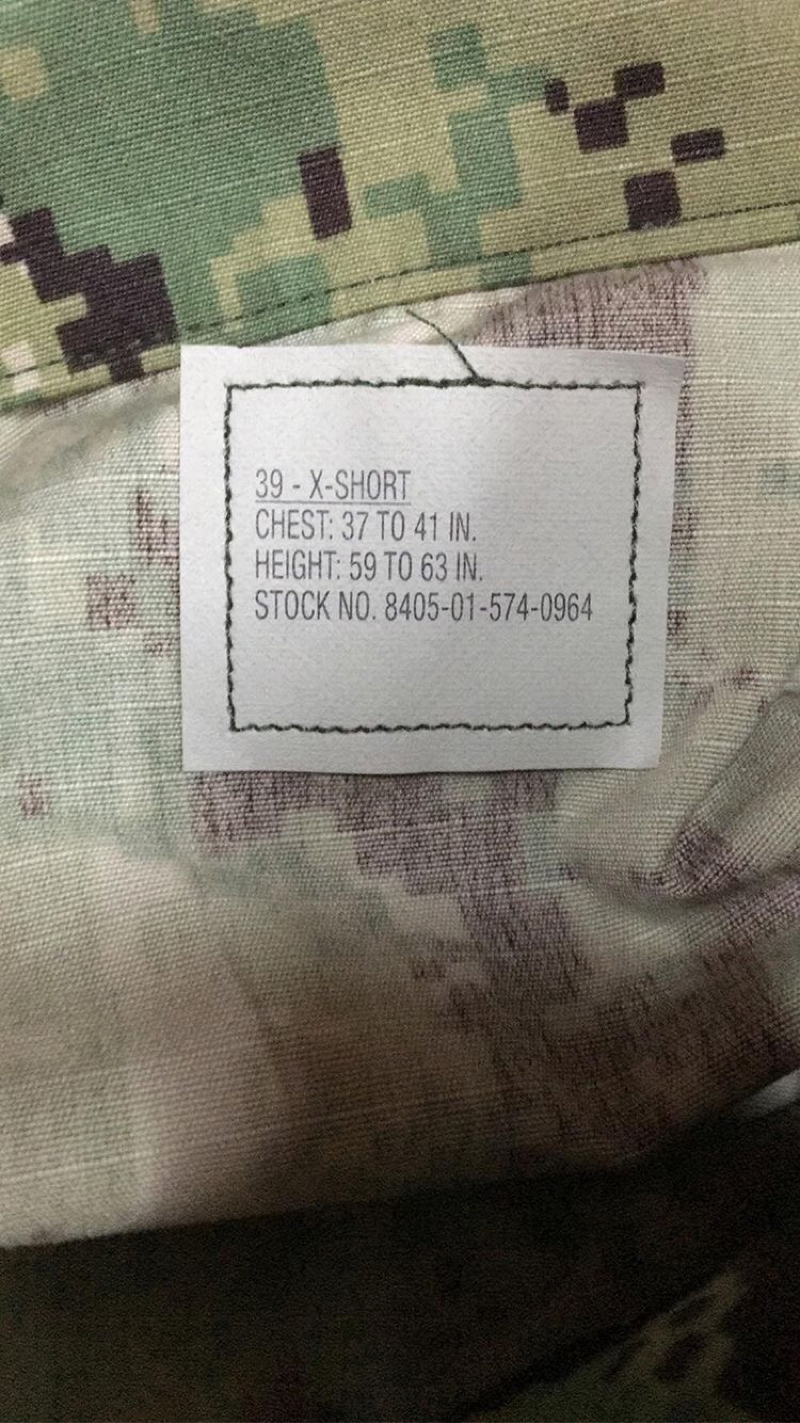 39 - X-SHORT
CHEST: 37 TO 41 IN.
HEIGHT: 59 TO 63 IN.
STOCK NO. 8405-01-574-0964